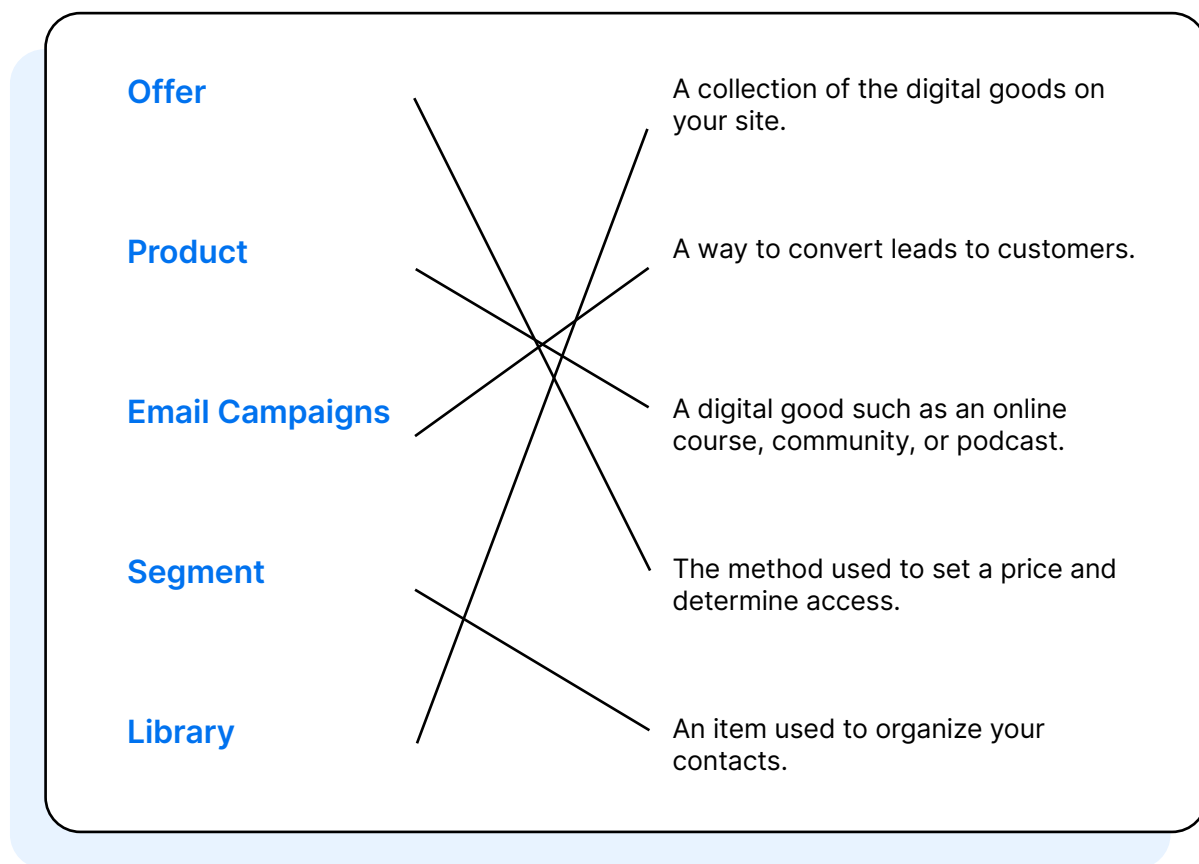 Offer
A collection of the digital goods on
your site.
Product
A way to convert leads to customers.
Email Campaigns
A digital good such as an online
course, community, or podcast.
Segment
The method used to set a price and
determine access.
Library
An item used to organize your
contacts.